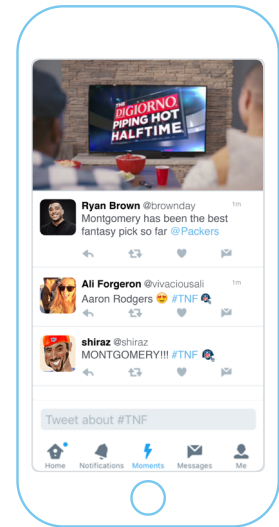 THE
DIGIORNO
PIPING HOT
HALFTIME
Ryan Brown @brownday 1m
Montgomery has been the best
fantasy pick so far @Packers
Ali Forgeron @vivaciousali 1m
Aaron Rodgers 😍 #TNF
shiraz @shiraz
MONTGOMERY!!! #TNF
Tweet about #TNF
Home Notifications Moments Messages Me